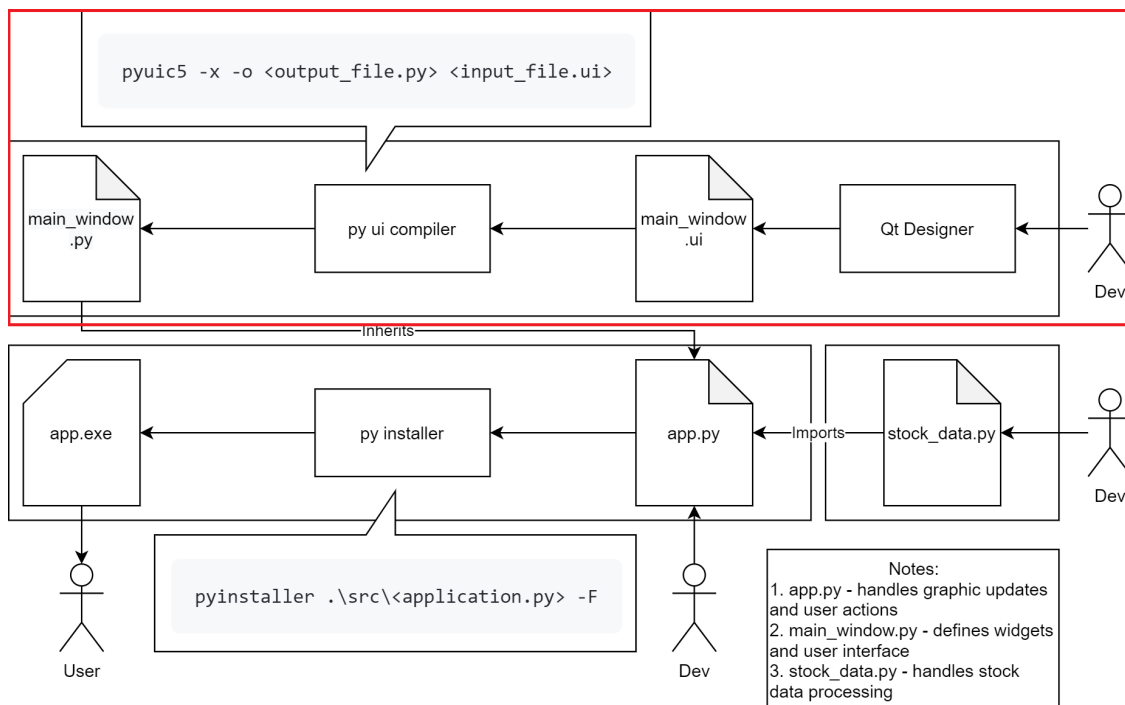 pyuic5 -x -o <output_file.py> <input_file.ui>
main_window
.py
py ui compiler
main_window
.ui
Qt Designer
Dev
Inherits
app.exe
py installer
app.py
Imports
stock_data.py
Dev
pyinstaller .\src\<application.py> -F
User
Dev
Notes:
1. app.py - handles graphic updates
and user actions
2. main_window.py - defines widgets
and user interface
3. stock_data.py - handles stock
data processing